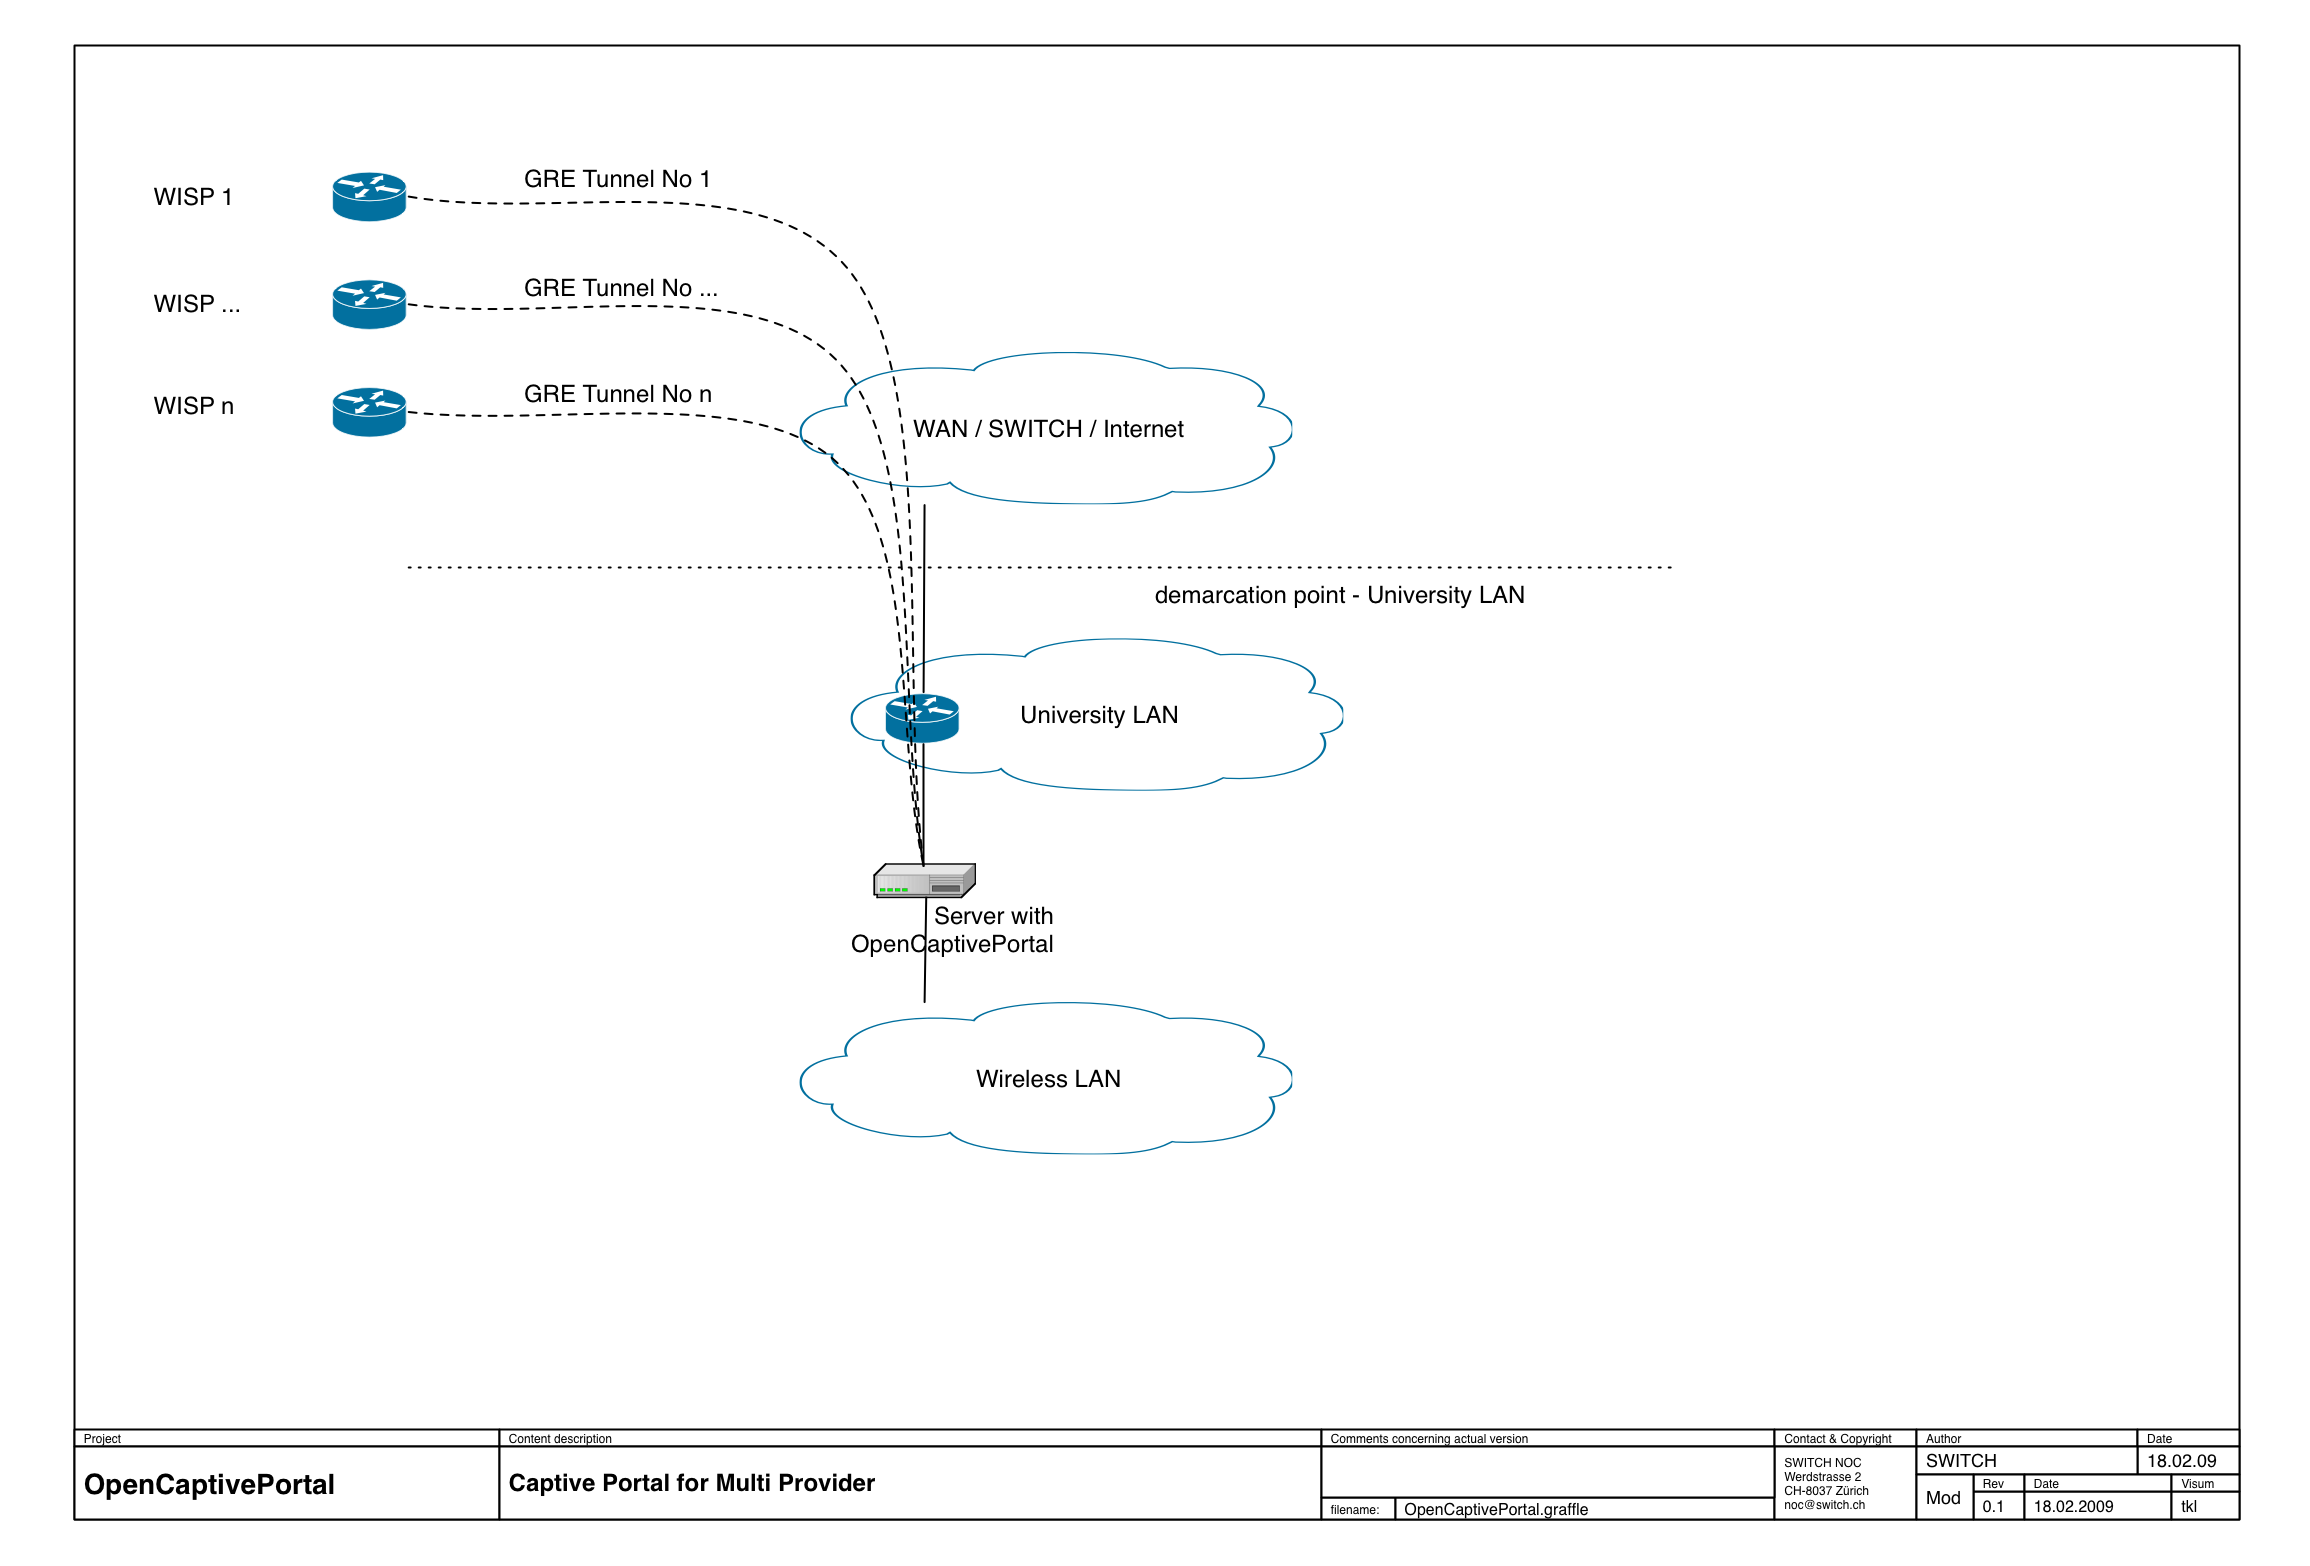 WISP 1
GRE Tunnel No 1
WISP ...
GRE Tunnel No ...
WISP n
GRE Tunnel No n
WAN / SWITCH / Internet
demarcation point - University LAN
University LAN
Server with
OpenCaptivePortal
Wireless LAN
Project
OpenCaptivePortal
Content description
Captive Portal for Multi Provider
Comments concerning actual version
filename: OpenCaptivePortal.graffle
Contact & Copyright
SWITCH NOC
Werdstrasse 2
CH-8037 Zürich
noc@switch.ch
Author
SWITCH
Date
18.02.09
Mod
Rev
0.1
Date
18.02.2009
Visum
tkl